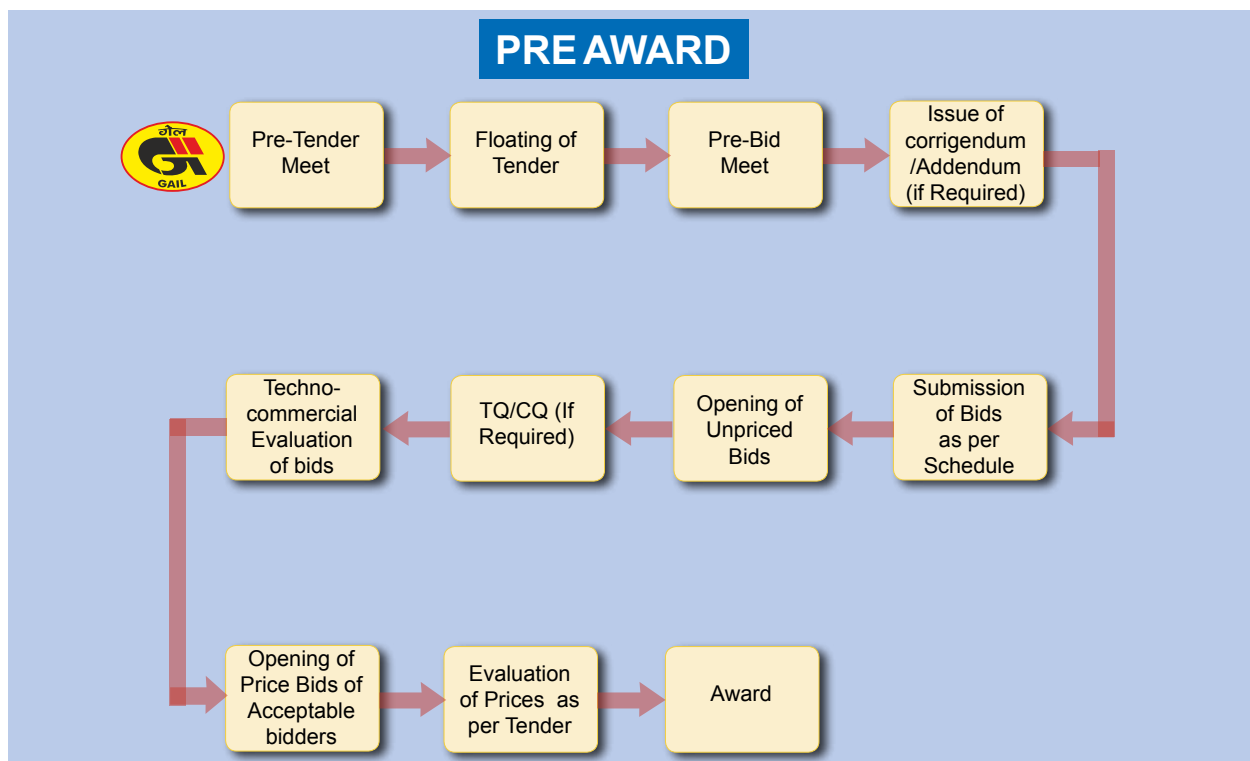 PRE AWARD
गेल
GAIL
Pre-Tender
Meet
Floating of
Tender
Pre-Bid
Meet
Issue of
corrigendum
/Addendum
(if Required)
Submission
of Bids
as per
Schedule
Opening of
Unpriced
Bids
TQ/CQ (If
Required)
Techno-
commercial
Evaluation
of bids
Opening of
Price Bids of
Acceptable
bidders
Evaluation
of Prices as
per Tender
Award